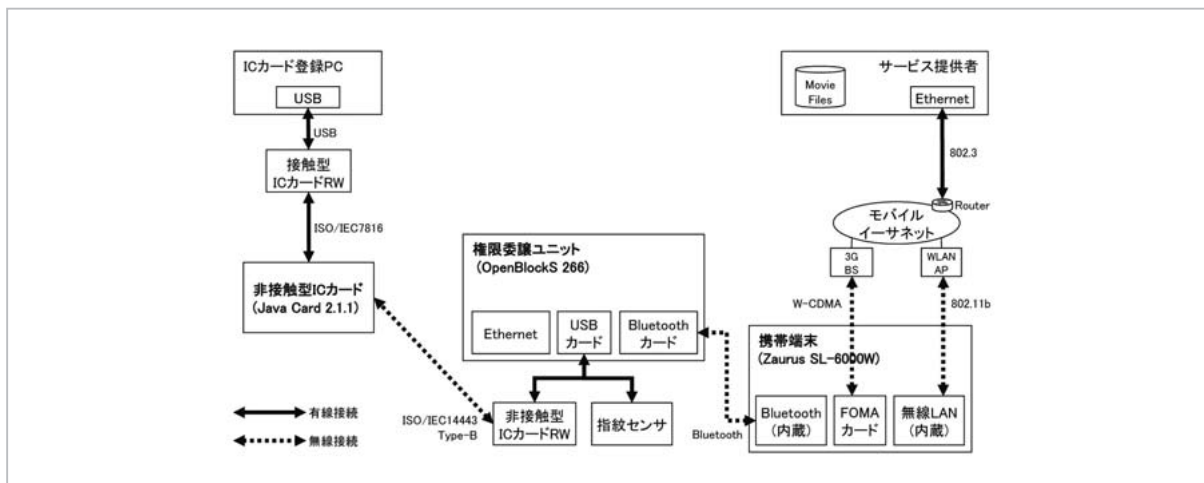 ICカード登録PC
USB
USB
接触型
ICカードRW
ISO/IEC7816
非接触型ICカード
(Java Card 2.1.1)
有線接続
無線接続
権限委譲ユニット
(OpenBlockS 266)
Ethernet
USB
カード
Bluetooth
カード
ISO/IEC14443
Type-B
非接触型
ICカードRW
指紋センサ
Bluetooth
サービス提供者
Movie
Files
Ethernet
802.3
Router
モバイル
イーサネット
3G
BS
WLAN
AP
W-CDMA
802.11b
携帯端末
(Zaurus SL-6000W)
Bluetooth
(内蔵)
FOMA
カード
無線LAN
(内蔵)